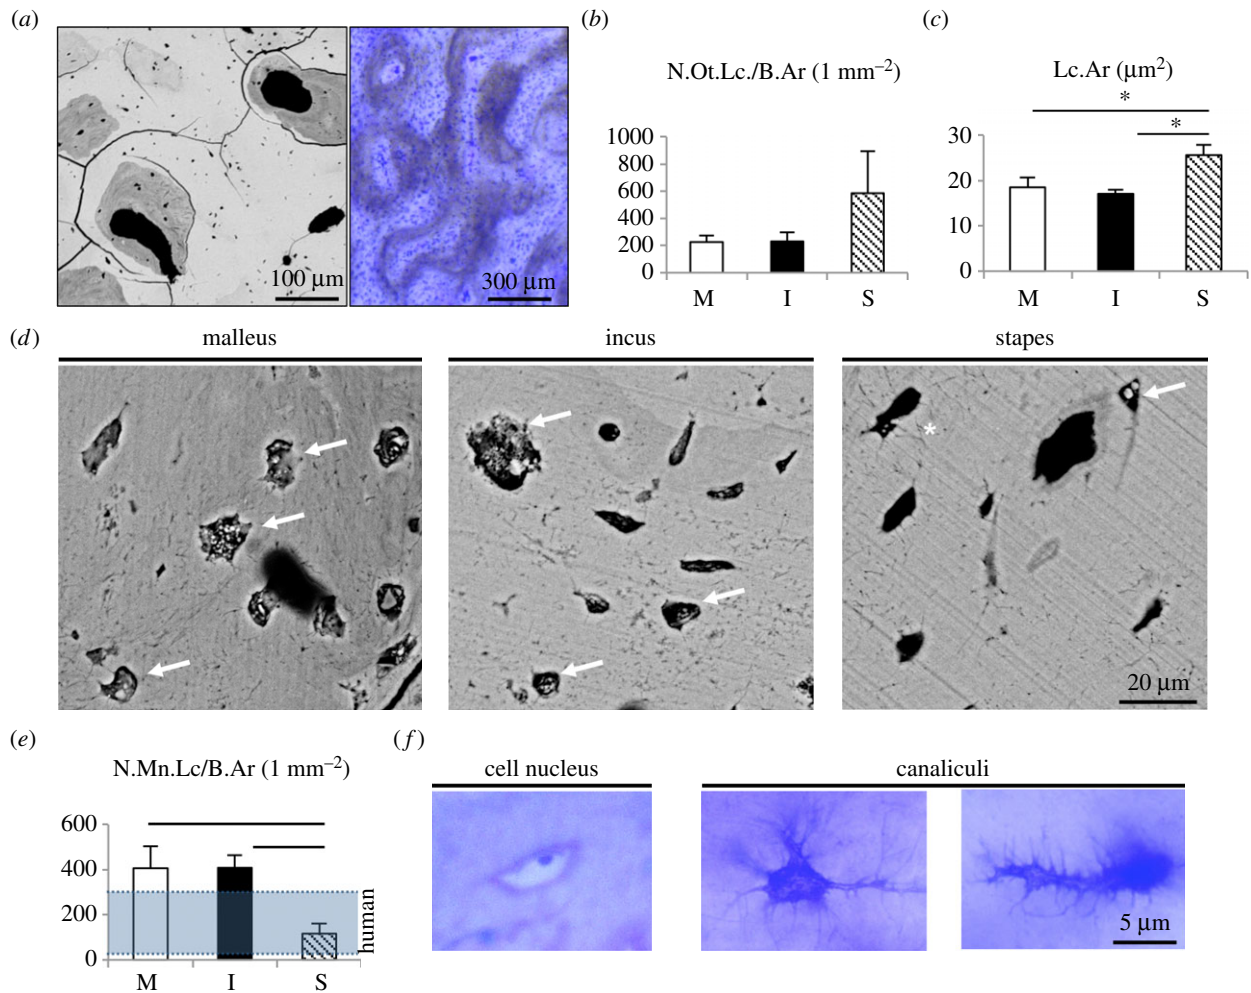 (a)
100 µm
300 µm
(b)
N.Ot.Lc./B.Ar (1 mm⁻²)
1000
800
600
400
200
0
M I S
(c)
Lc.Ar (µm²)
*
*
30
20
10
0
M I S
(d)
malleus incus stapes
*
20 µm
(e)
N.Mn.Lc/B.Ar (1 mm⁻²)
600
400
200
0
human
M I S
(f)
cell nucleus canaliculi
5 µm